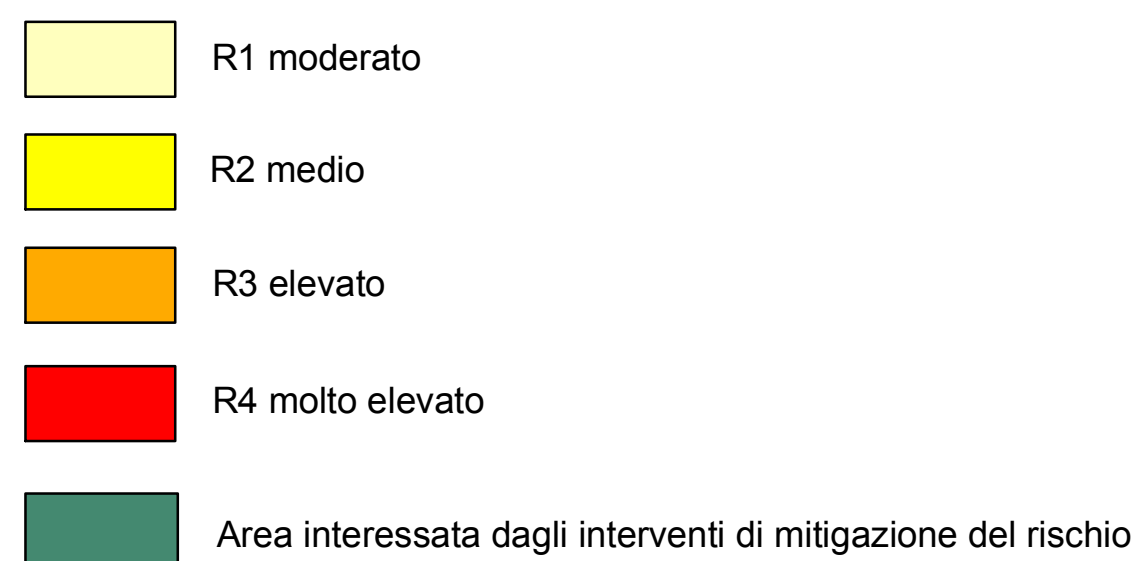 R1 moderato
R2 medio
R3 elevato
R4 molto elevato
Area interessata dagli interventi di mitigazione del rischio